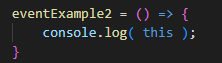 eventExample2 = () => {
    console.log( this );
}